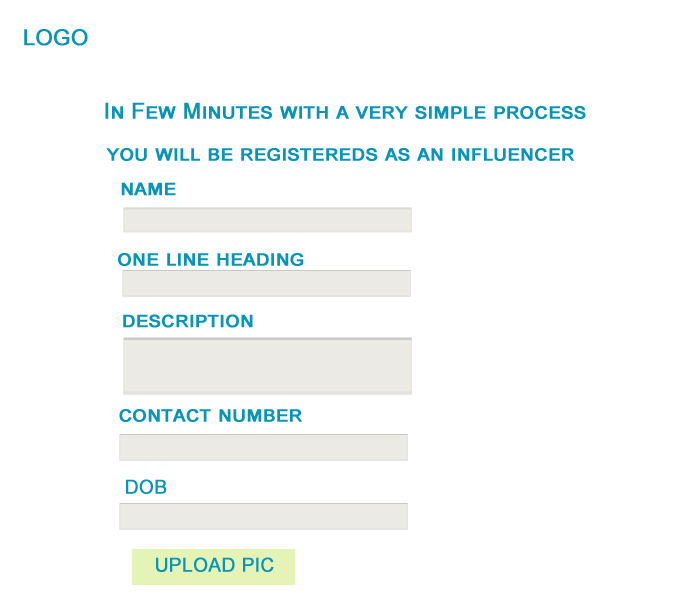 LOGO
In Few Minutes with a very simple process
you will be registereds as an influencer
NAME
ONE LINE HEADING
DESCRIPTION
CONTACT NUMBER
DOB
UPLOAD PIC